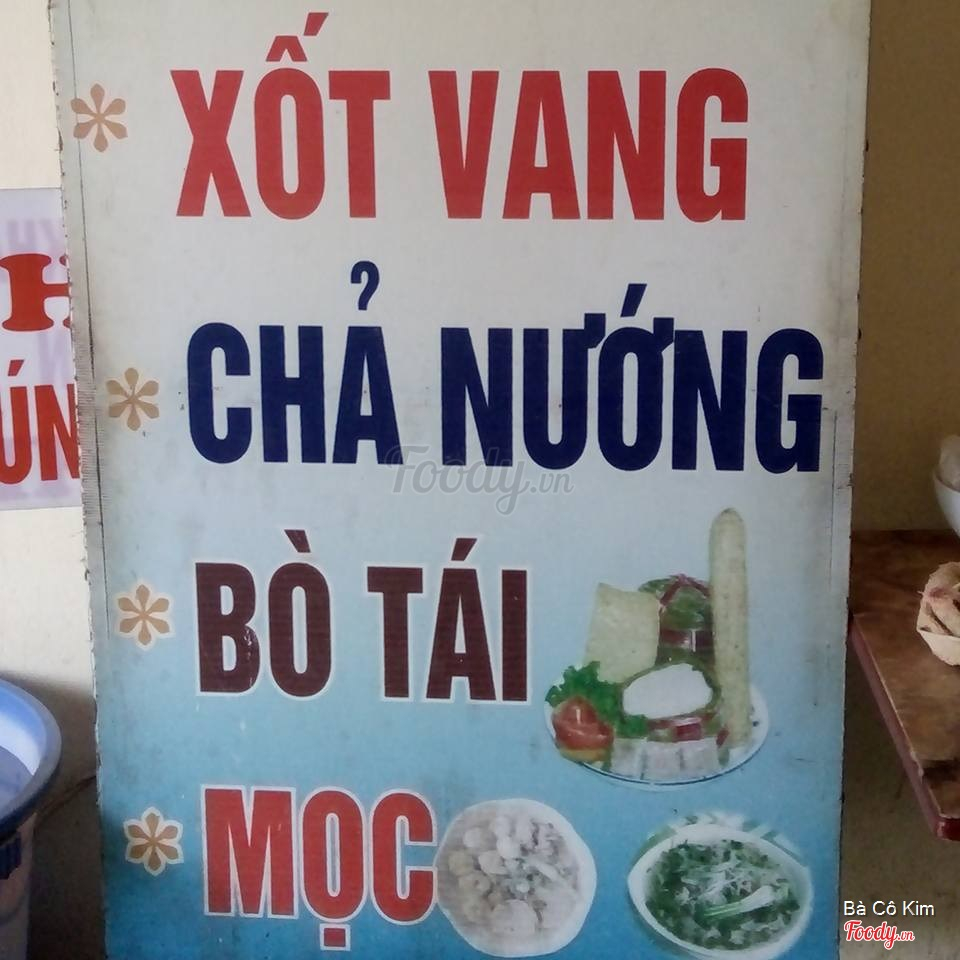 XỐT VANG
CHẢ NƯỚNG
Foody.vn
BÒ TÁI
MỌC
Bà Cô Kim
Foody.vn